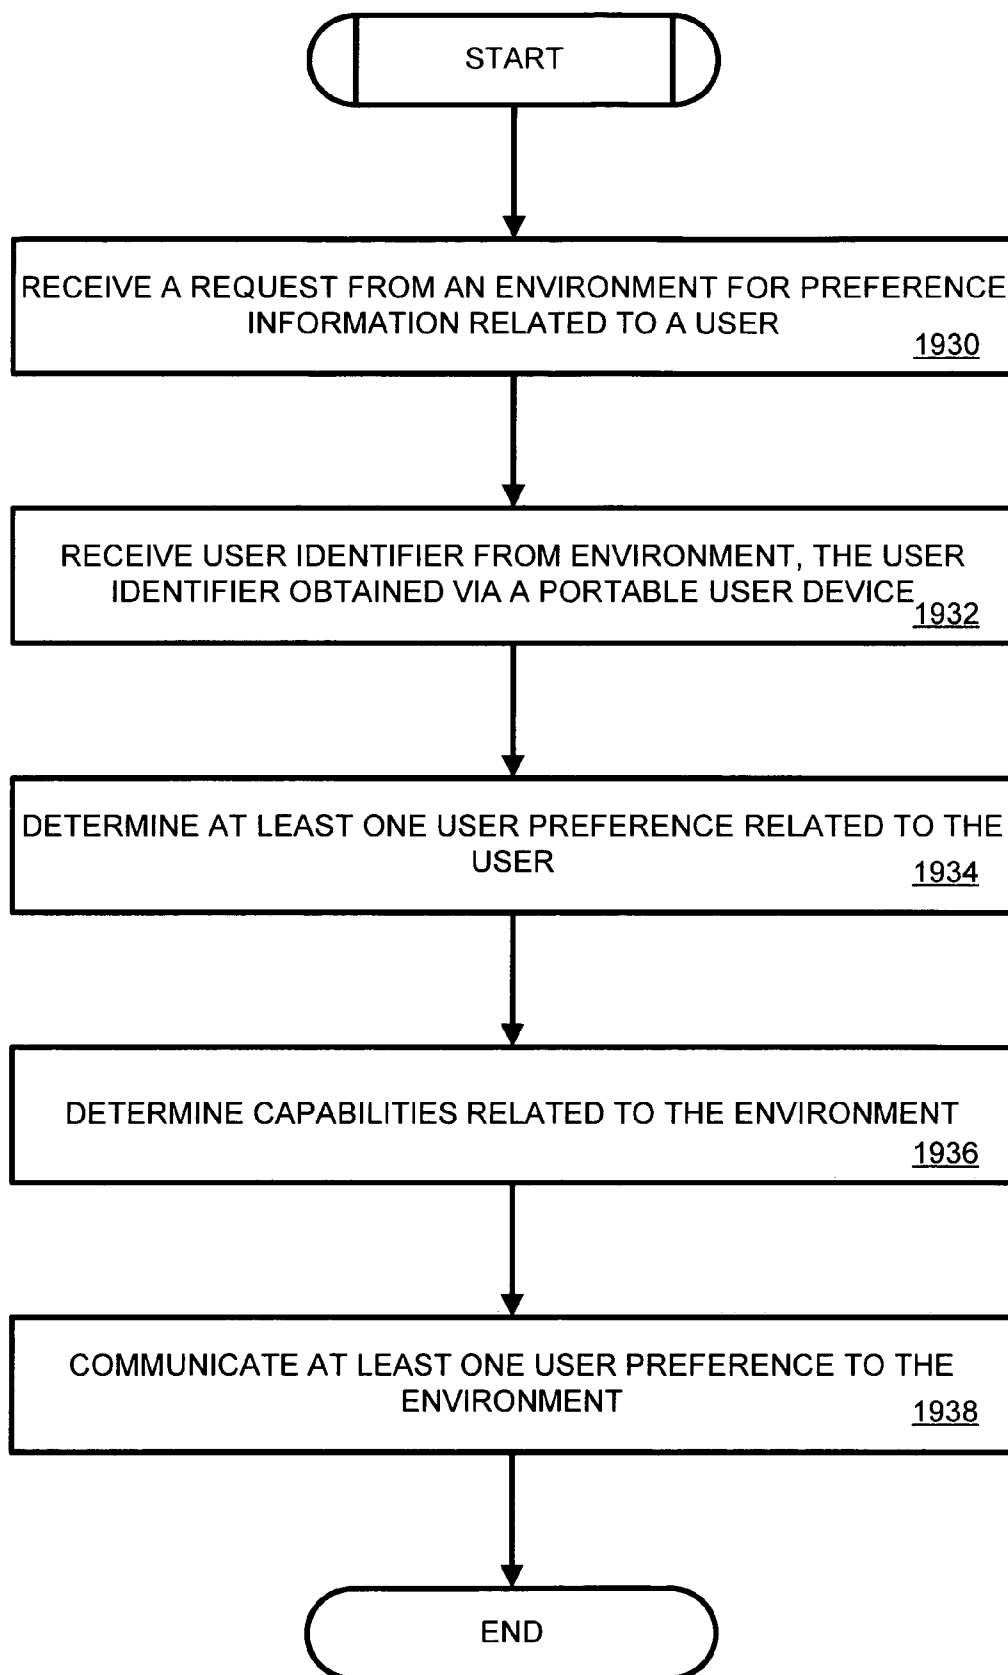 START
RECEIVE A REQUEST FROM AN ENVIRONMENT FOR PREFERENCE
INFORMATION RELATED TO A USER
1930
RECEIVE USER IDENTIFIER FROM ENVIRONMENT, THE USER
IDENTIFIER OBTAINED VIA A PORTABLE USER DEVICE
1932
DETERMINE AT LEAST ONE USER PREFERENCE RELATED TO THE
USER
1934
DETERMINE CAPABILITIES RELATED TO THE ENVIRONMENT
1936
COMMUNICATE AT LEAST ONE USER PREFERENCE TO THE
ENVIRONMENT
1938
END